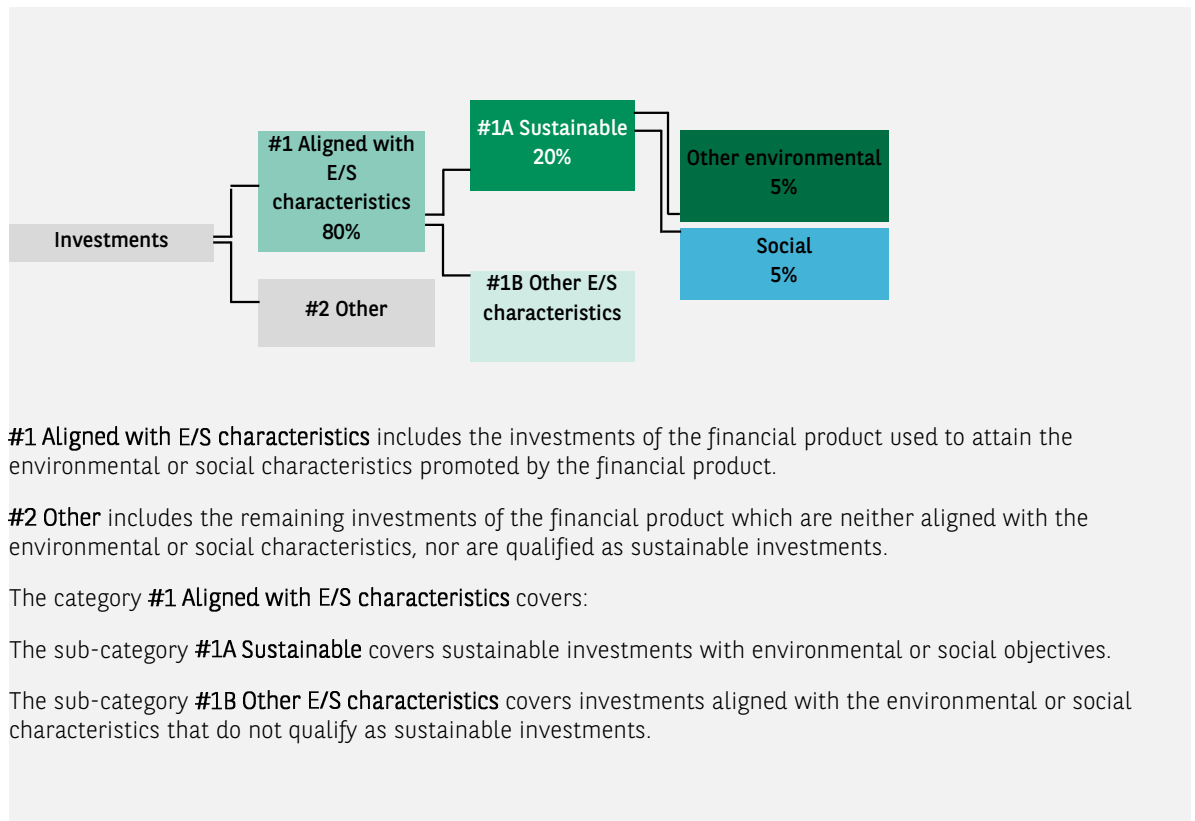 #1A Sustainable
20%
#1 Aligned with
E/S
characteristics
80%
Other environmental
5%
Investments
Social
5%
#2 Other
#1B Other E/S
characteristics
#1 Aligned with E/S characteristics includes the investments of the financial product used to attain the
environmental or social characteristics promoted by the financial product.
#2 Other includes the remaining investments of the financial product which are neither aligned with the
environmental or social characteristics, nor are qualified as sustainable investments.
The category #1 Aligned with E/S characteristics covers:
The sub-category #1A Sustainable covers sustainable investments with environmental or social objectives.
The sub-category #1B Other E/S characteristics covers investments aligned with the environmental or social
characteristics that do not qualify as sustainable investments.